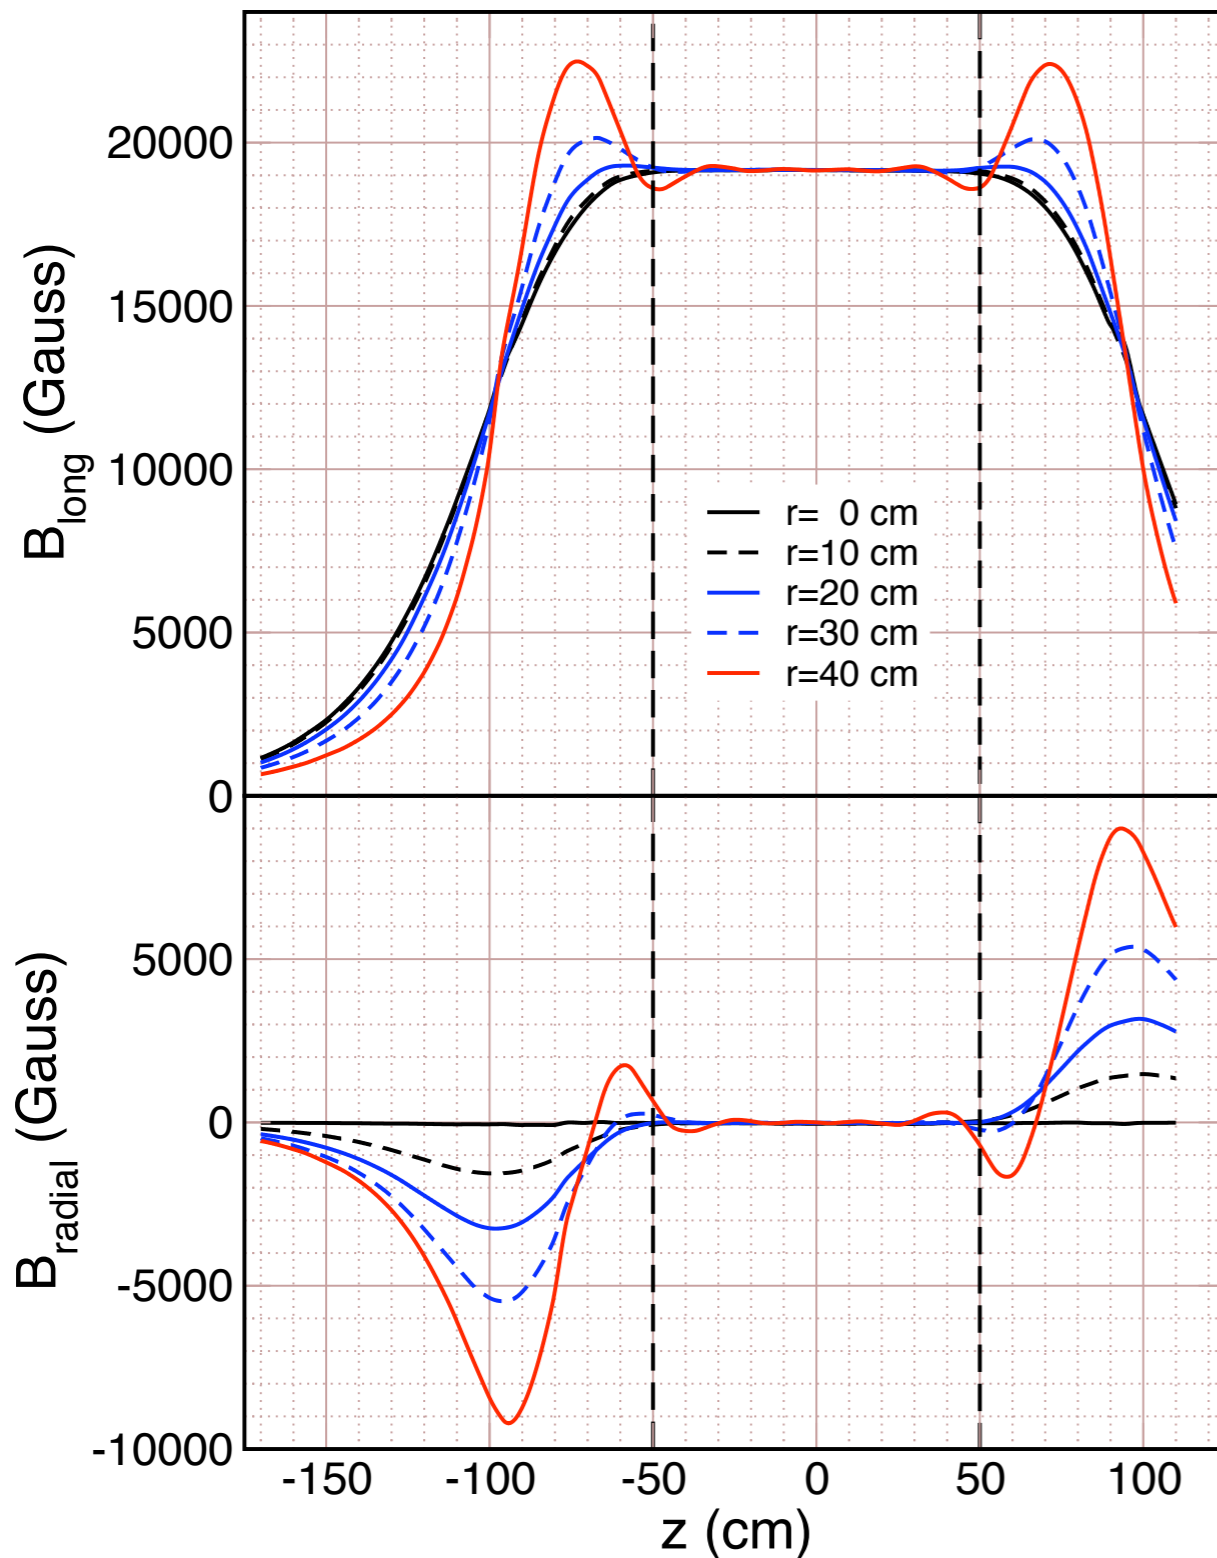 20000
15000
10000
5000
0
B_long (Gauss)
r= 0 cm
r=10 cm
r=20 cm
r=30 cm
r=40 cm
5000
0
-5000
-10000
B_radial (Gauss)
-150 -100 -50 0 50 100
z (cm)